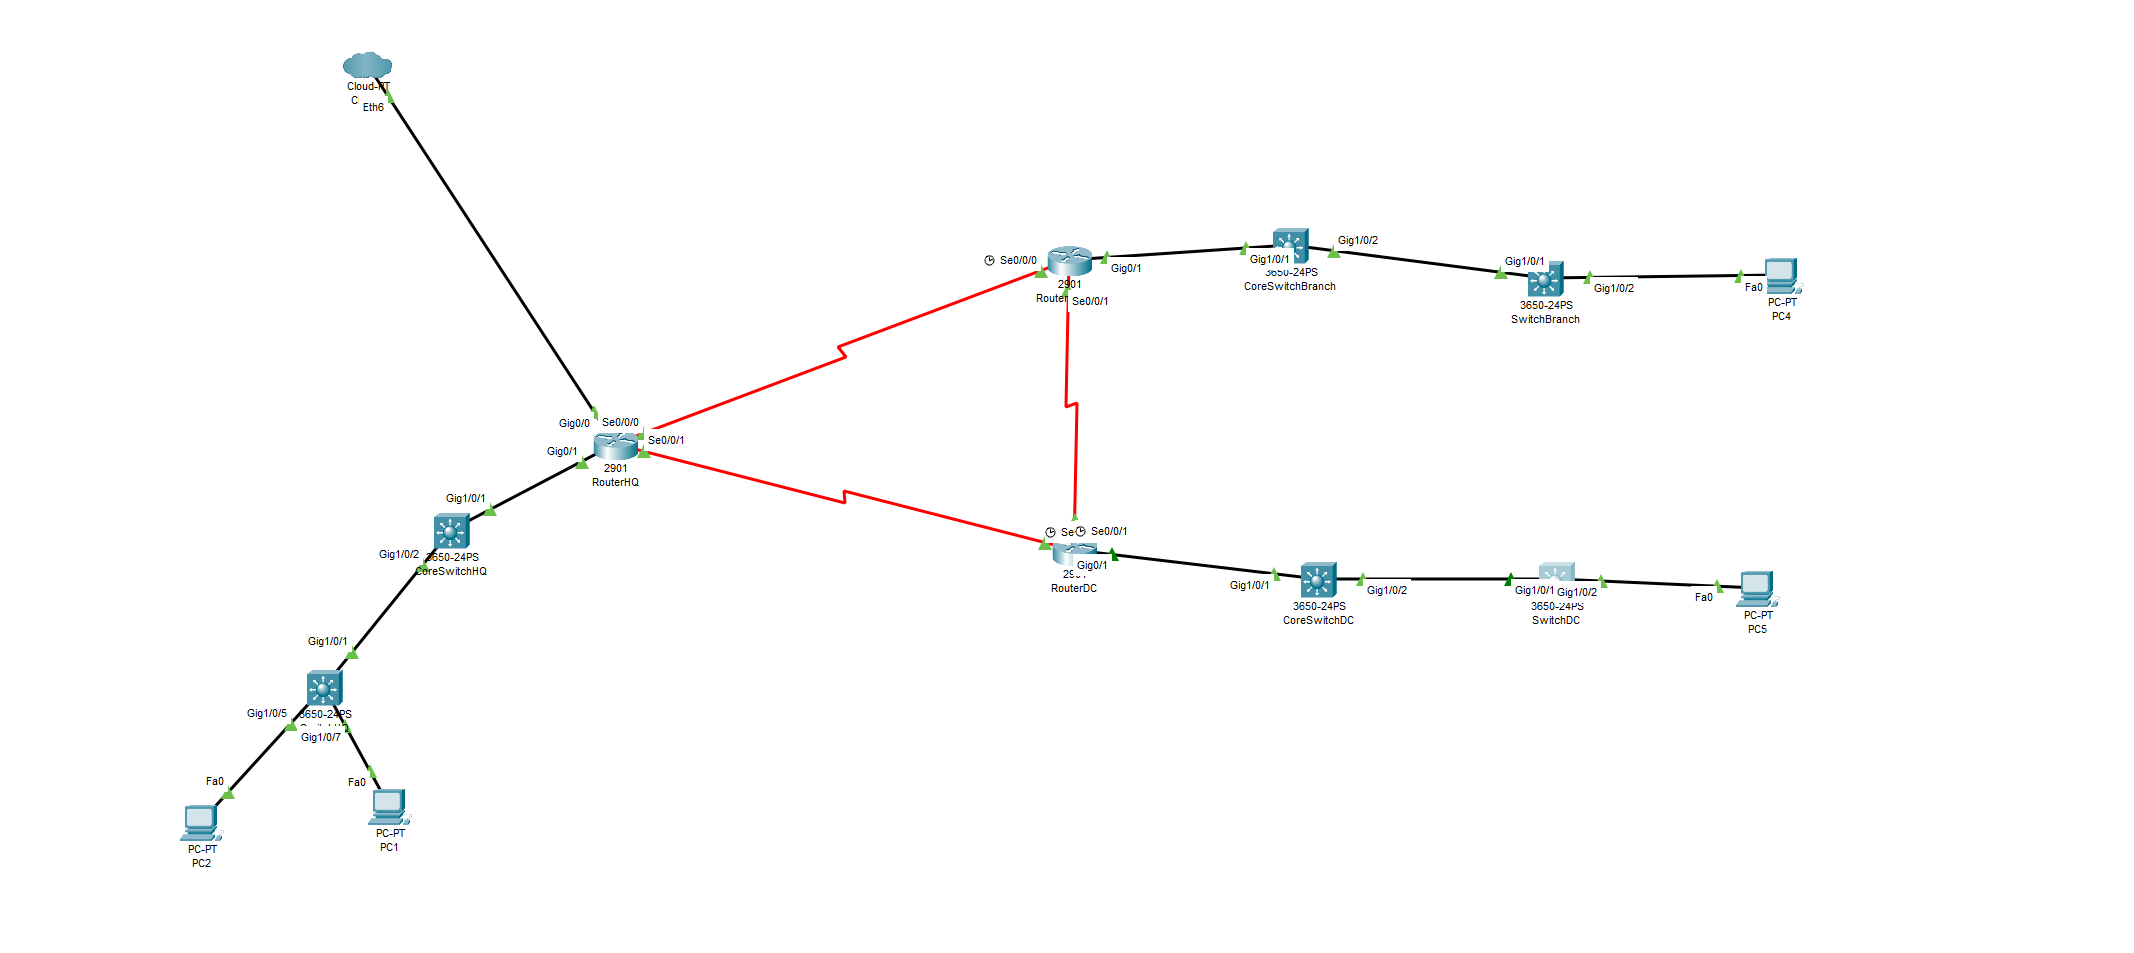 Cloud-PT
Eth6
Gig0/0
Se0/0/0
Se0/0/1
Gig0/1
2901
RouterHQ
Gig1/0/1
Gig1/0/2
3650-24PS
CoreSwitchHQ
Gig1/0/1
Gig1/0/5
3650-24PS
Gig1/0/7
Fa0
Fa0
PC-PT
PC2
PC-PT
PC1
Se0/0/0
Gig0/1
2901
Router
Se0/0/1
Gig1/0/1
3650-24PS
CoreSwitchBranch
Gig1/0/2
Gig1/0/1
Gig1/0/2
3650-24PS
SwitchBranch
Fa0
PC-PT
PC4
Se
Se0/0/1
Gig0/1
RouterDC
Gig1/0/1
Gig1/0/2
3650-24PS
CoreSwitchDC
Gig1/0/1
Gig1/0/2
3650-24PS
SwitchDC
Fa0
PC-PT
PC5